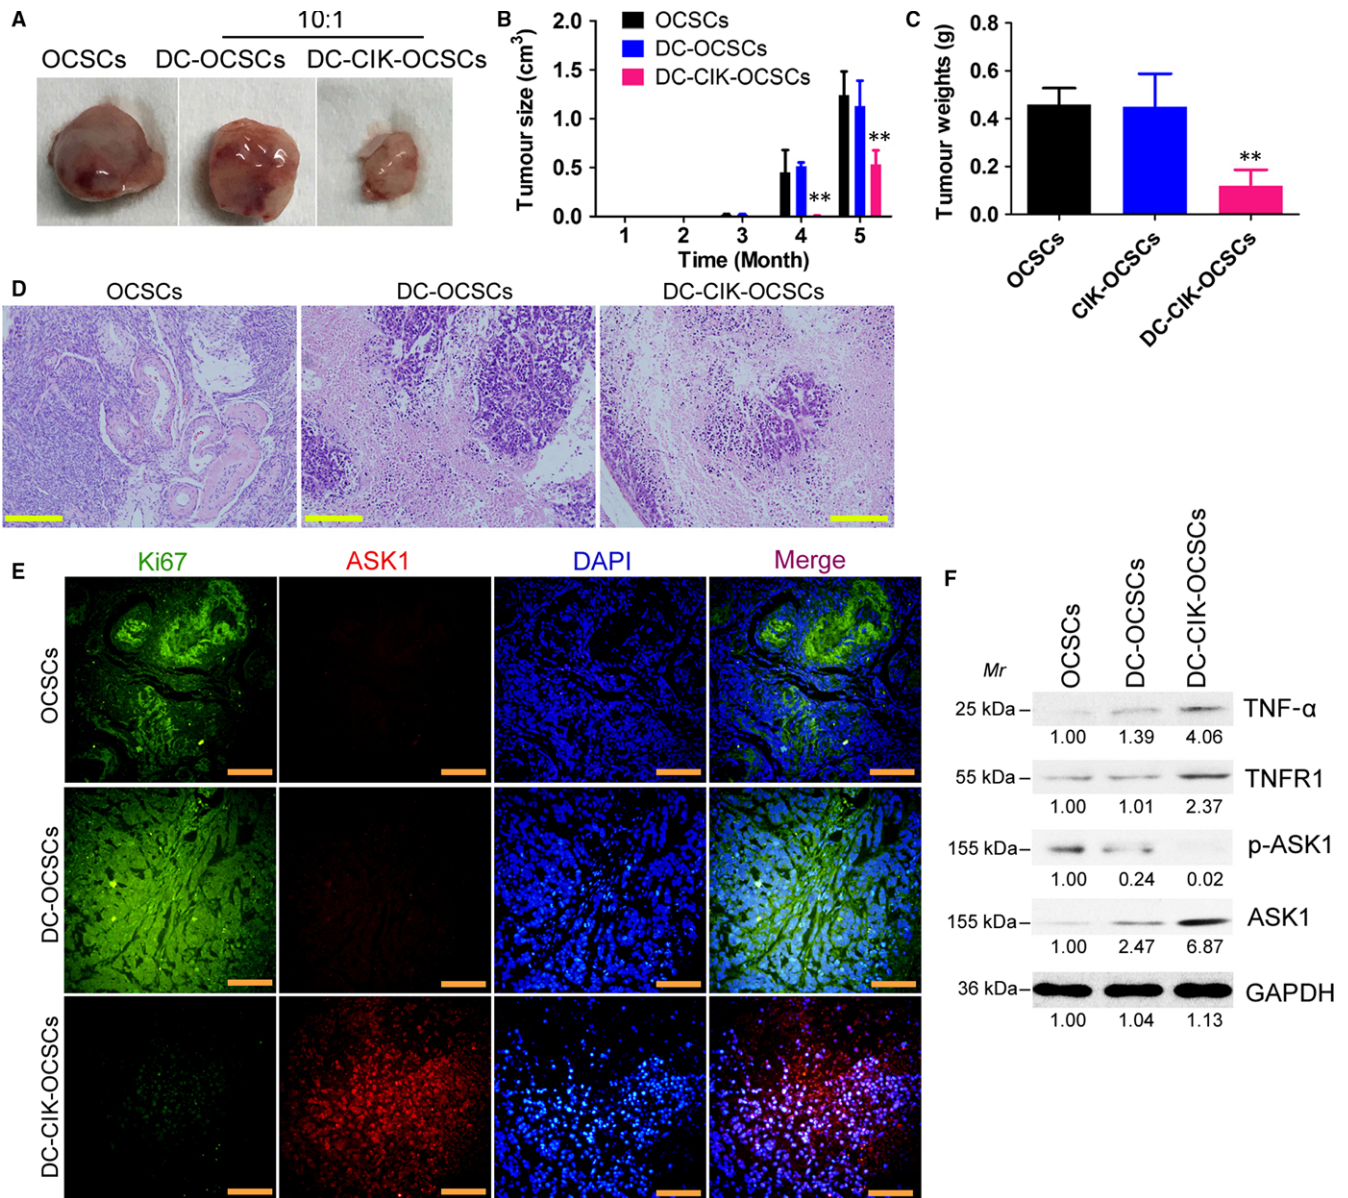 A
10:1
OCSCs DC-OCSCs DC-CIK-OCSCs
B
Tumour size (cm³)
2.0
1.5
1.0
0.5
0.0
OCSCs
DC-OCSCs
DC-CIK-OCSCs
**
**
1 2 3 4 5
Time (Month)
C
Tumour weights (g)
0.8
0.6
0.4
0.2
0.0
**
OCSCs
CIK-OCSCs
DC-CIK-OCSCs
D
OCSCs DC-OCSCs DC-CIK-OCSCs
E
Ki67 ASK1 DAPI Merge
OCSCs
DC-OCSCs
DC-CIK-OCSCs
F
Mr OCSCs DC-OCSCs DC-CIK-OCSCs
25 kDa TNF-α
1.00 1.39 4.06
55 kDa TNFR1
1.00 1.01 2.37
155 kDa p-ASK1
1.00 0.24 0.02
155 kDa ASK1
1.00 2.47 6.87
36 kDa GAPDH
1.00 1.04 1.13